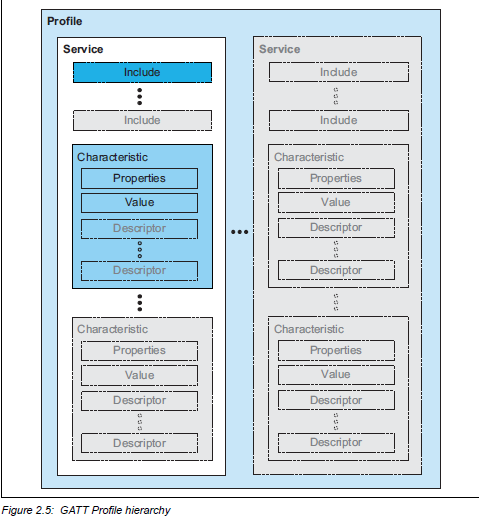 Profile
Service
Include
Include
Characteristic
Properties
Value
Descriptor
Descriptor
Characteristic
Properties
Value
Descriptor
Descriptor
Service
Include
Include
Characteristic
Properties
Value
Descriptor
Descriptor
Characteristic
Properties
Value
Descriptor
Descriptor
Figure 2.5: GATT Profile hierarchy